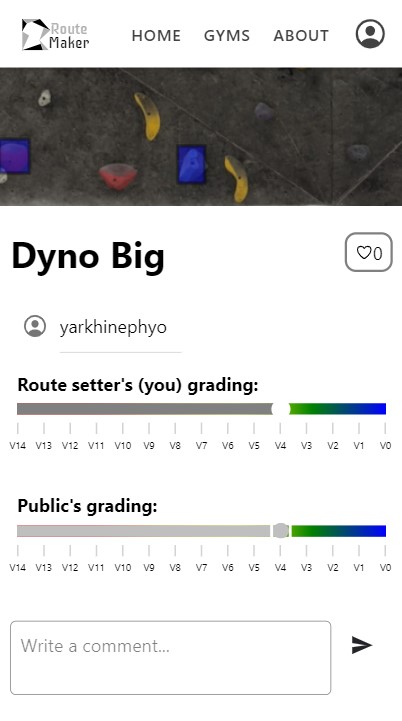 Route
Maker
HOME GYMS ABOUT
Dyno Big
0
yarkhinephyo
Route setter's (you) grading:
V14 V13 V12 V11 V10 V9 V8 V7 V6 V5 V4 V3 V2 V1 V0
Public's grading:
V14 V13 V12 V11 V10 V9 V8 V7 V6 V5 V4 V3 V2 V1 V0
Write a comment...